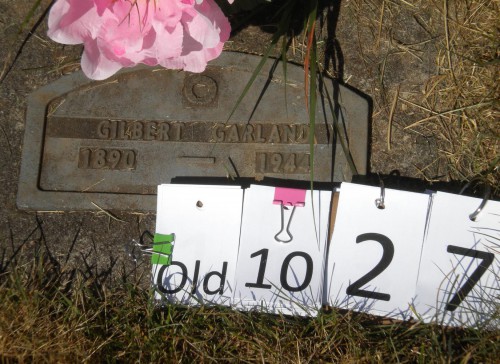 ©
GILBERT GARLAND
1890 — 1944
Old 10 2 7